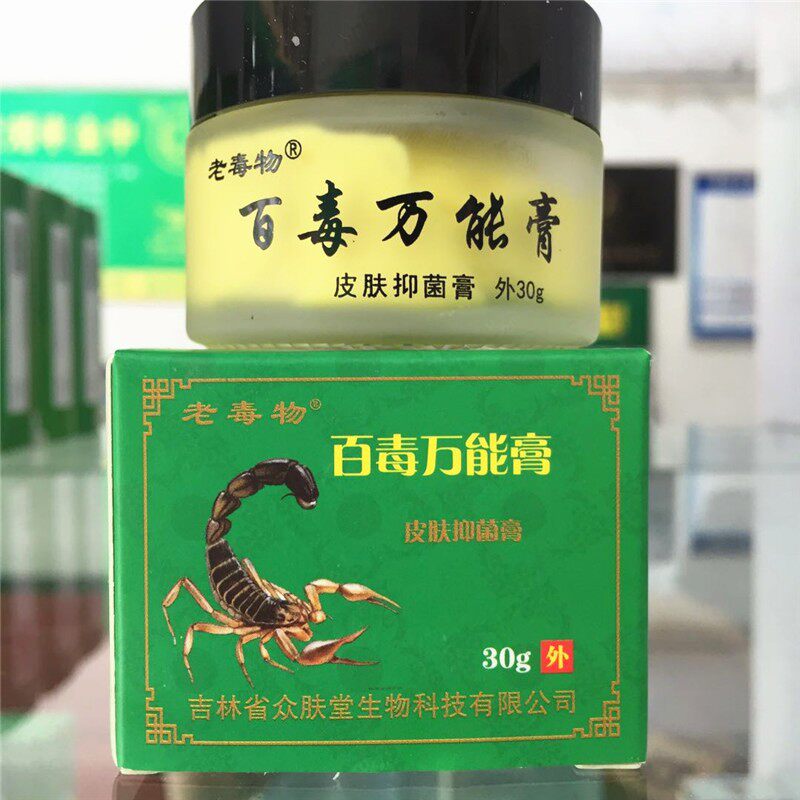 老毒物®
百毒万能膏
皮肤抑菌膏 外30g
老毒物®
百毒万能膏
皮肤抑菌膏
30g 外
吉林省众肤堂生物科技有限公司